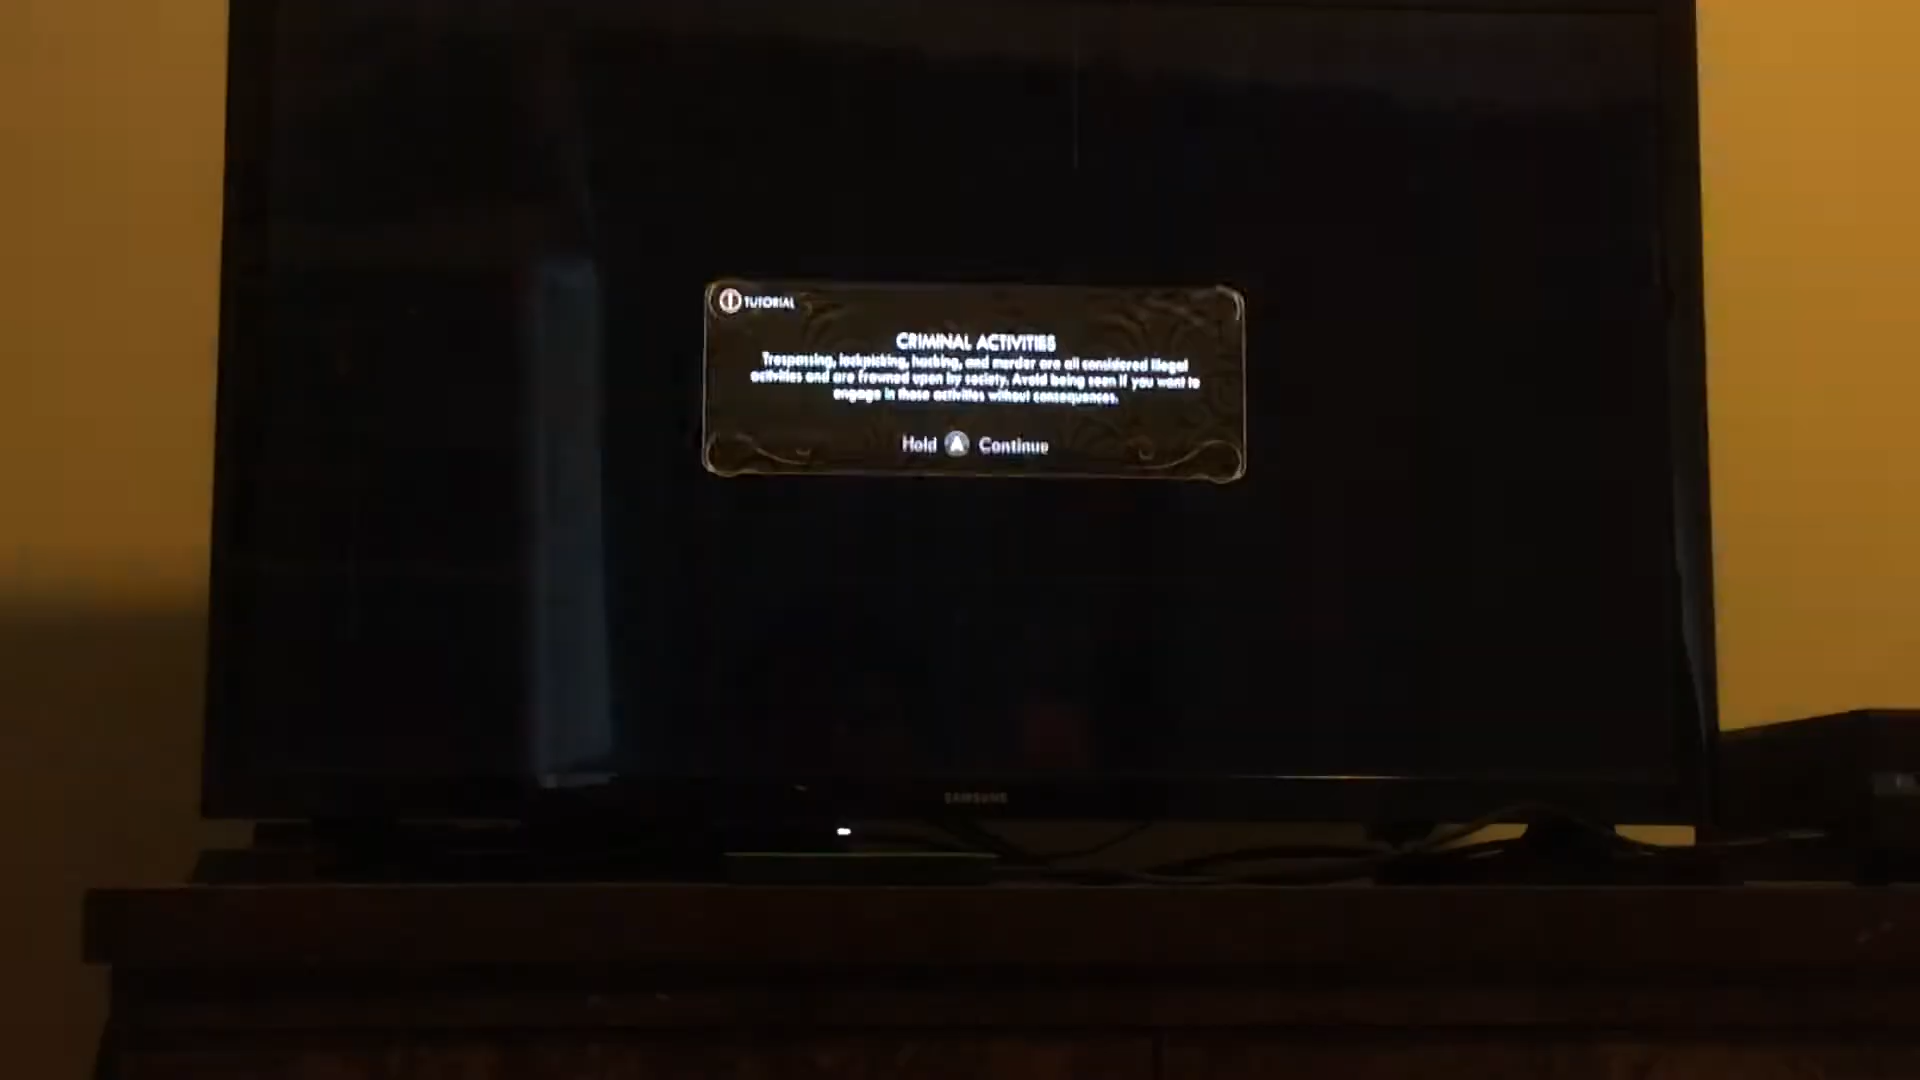 TUTORIAL
CRIMINAL ACTIVITIES
Trespassing, lockpicking, hacking, and murder are all considered illegal
activities and are frowned upon by society. Avoid being seen if you want to
engage in these activities without consequences.
Hold A Continue
SAMSUNG